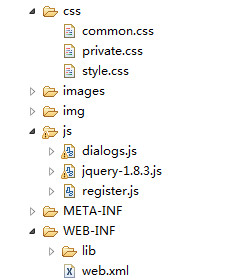 css
common.css
private.css
style.css
images
img
js
dialogs.js
jquery-1.8.3.js
register.js
META-INF
WEB-INF
lib
web.xml